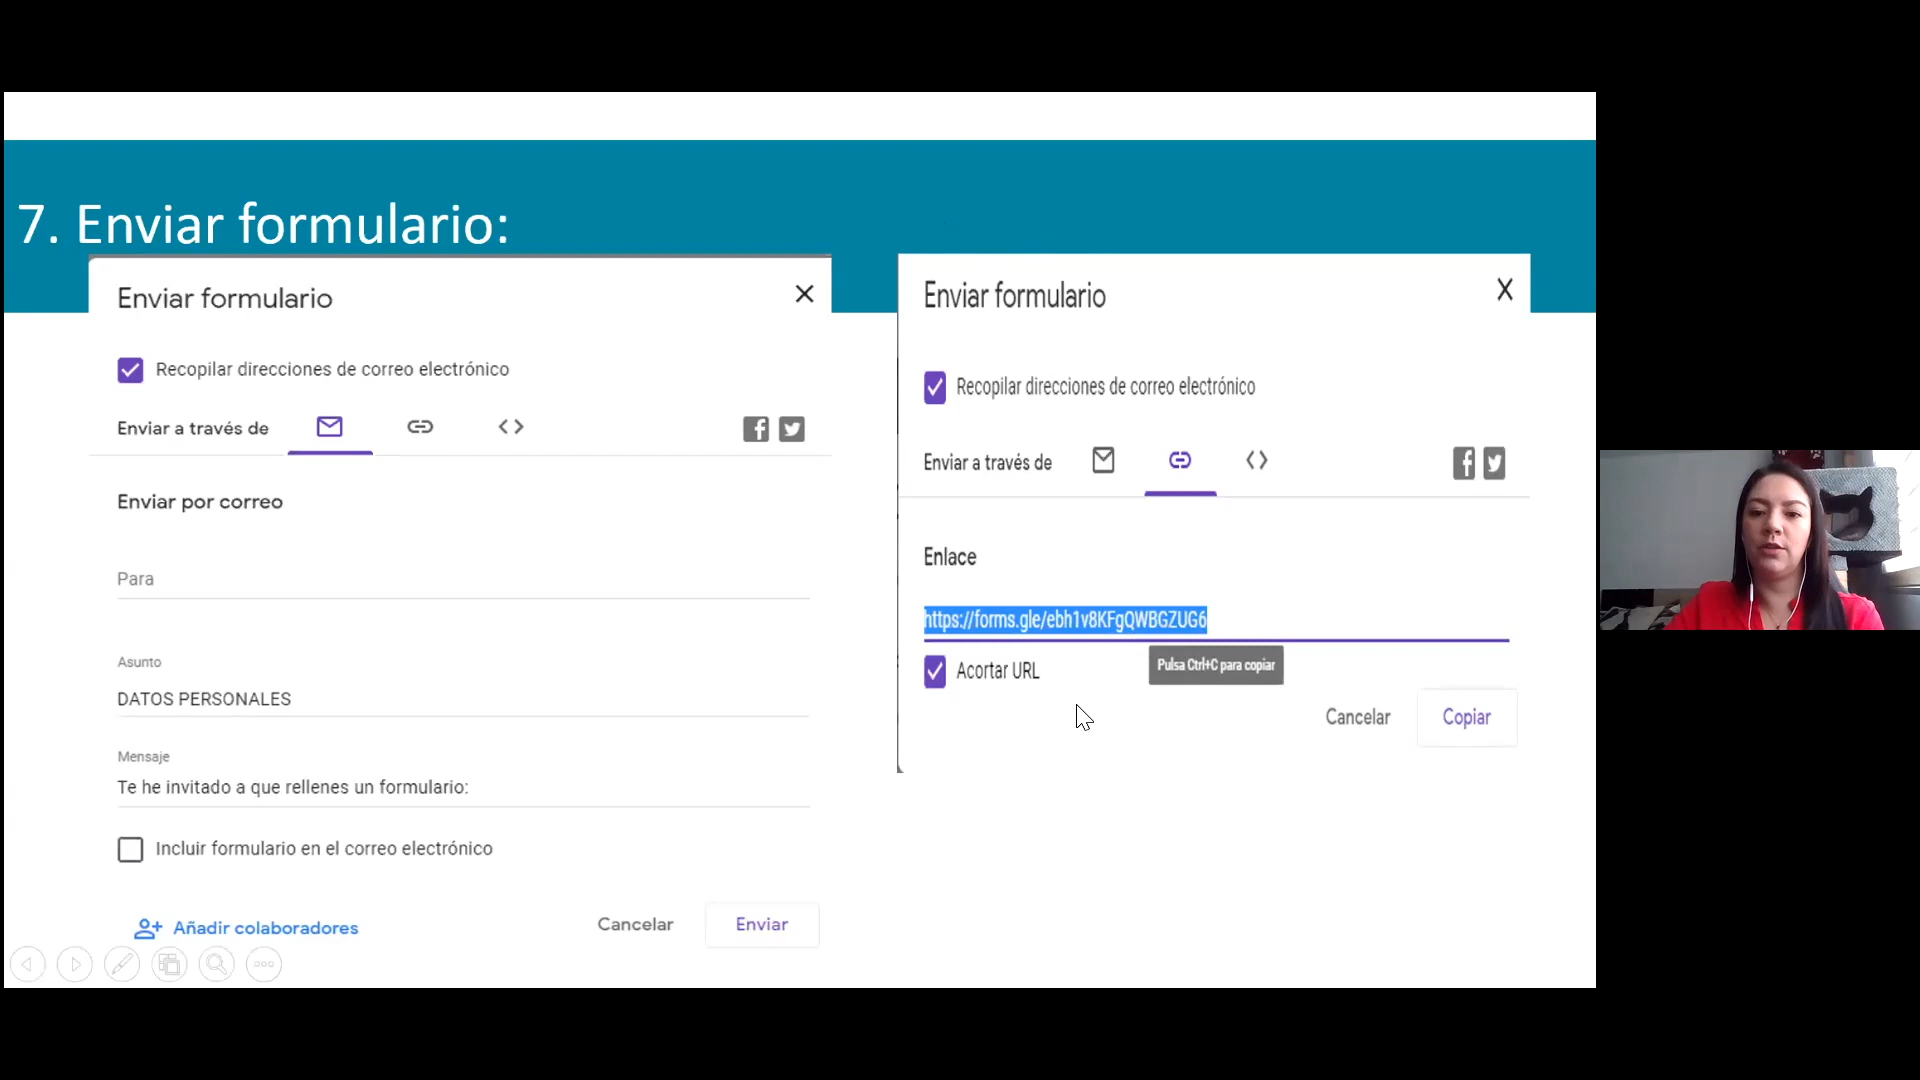 7. Enviar formulario:
Enviar formulario
Recopilar direcciones de correo electrónico
Enviar a través de
Enviar por correo
Para
Asunto
DATOS PERSONALES
Mensaje
Te he invitado a que rellenes un formulario:
Incluir formulario en el correo electrónico
Añadir colaboradores
Cancelar
Enviar
Enviar formulario
Recopilar direcciones de correo electrónico
Enviar a través de
Enlace
https://forms.gle/ebh1v8KFgQWBGZUG6
Acortar URL
Pulsa Ctrl+C para copiar
Cancelar
Copiar